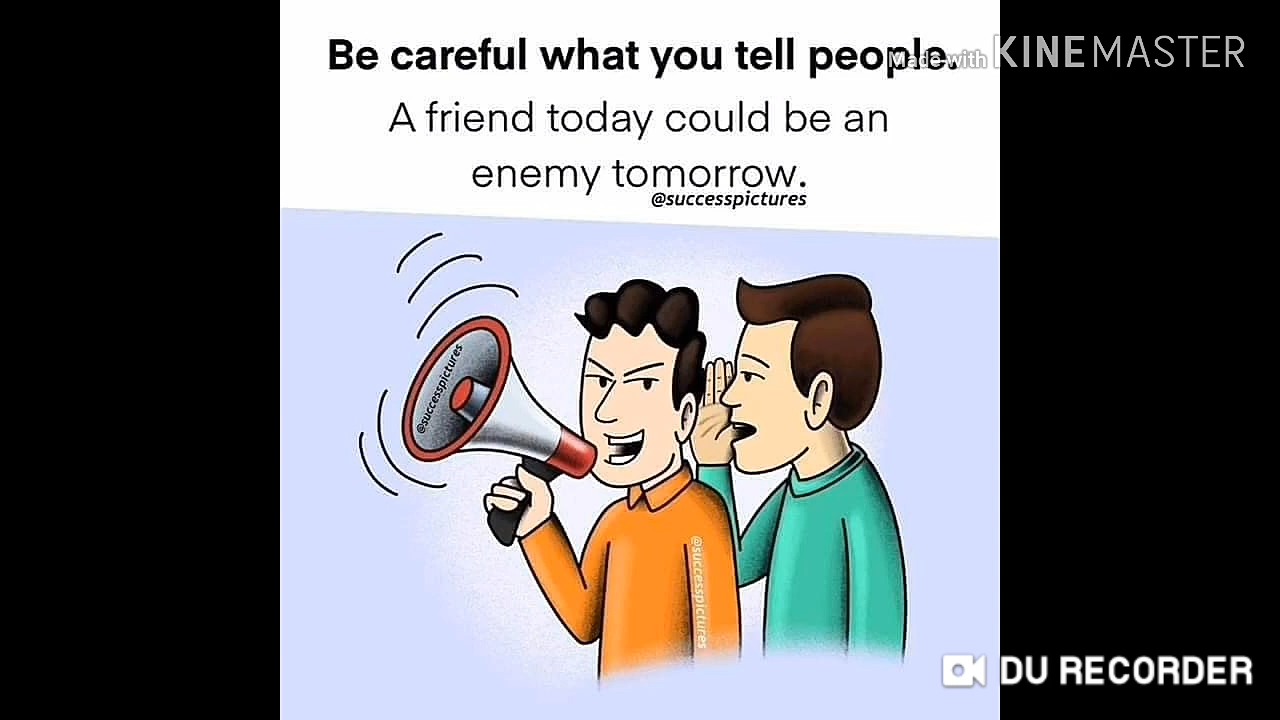 Be careful what you tell people.
Made with KINEMASTER
A friend today could be an
enemy tomorrow.
@successpictures
@successpictures
@successpictures
DU RECORDER